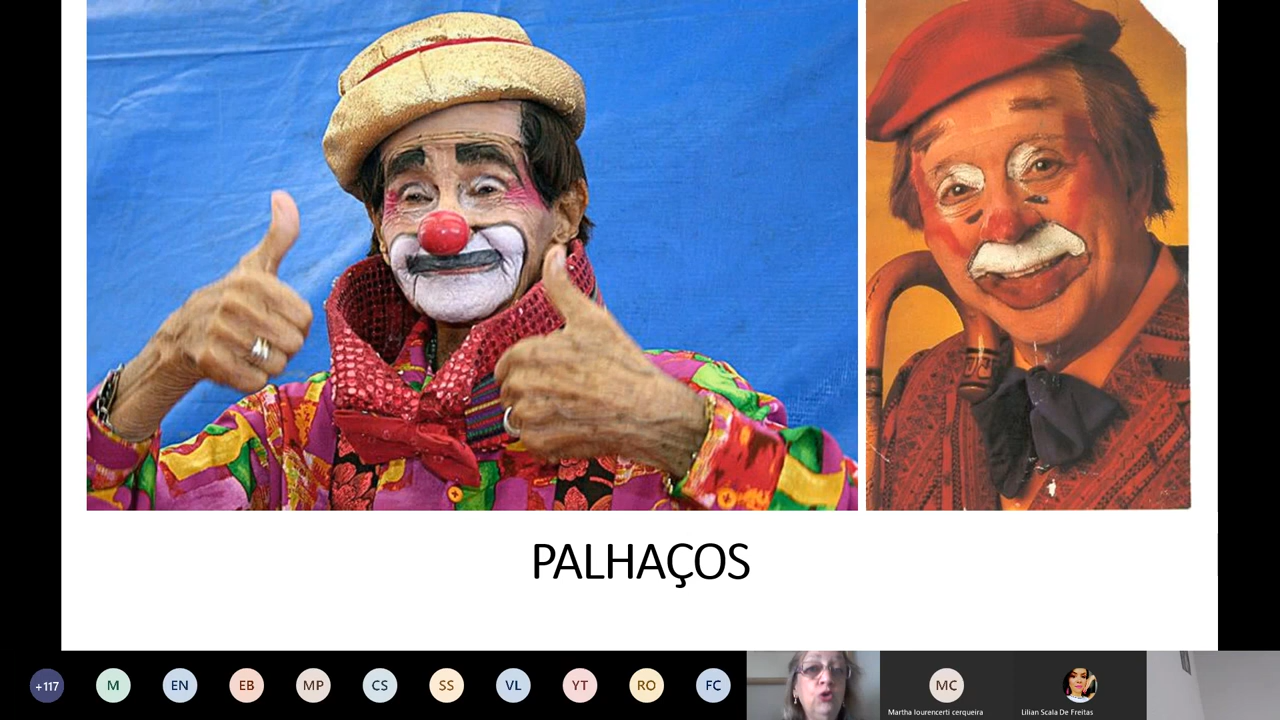 PALHAÇOS
+117
M
EN
EB
MP
CS
SS
VL
YT
RO
FC
MC
Martha lourencerti cerqueira
Lilian Scala De Freitas